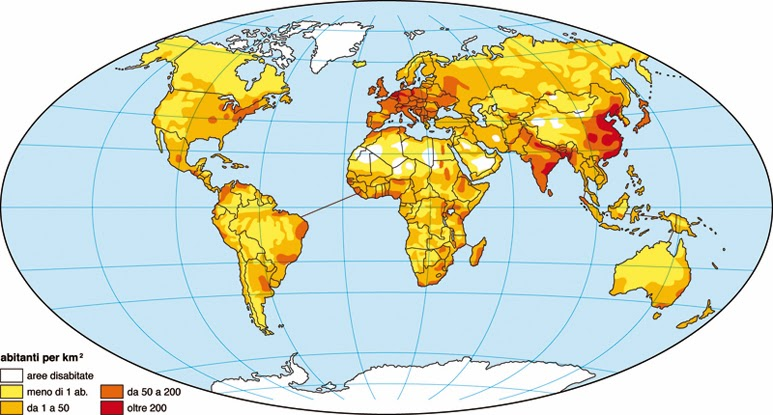 abitanti per km²
aree disabitate
meno di 1 ab.
da 1 a 50
da 50 a 200
oltre 200